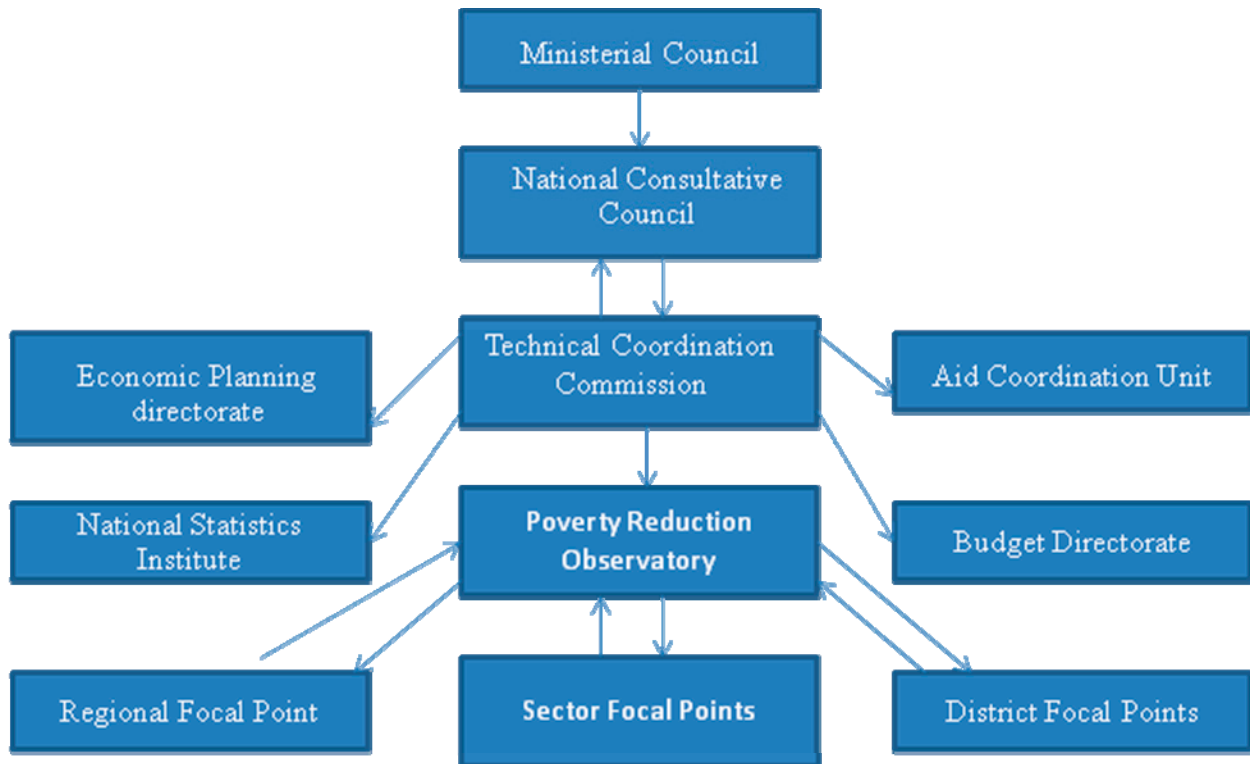 Ministerial Council
National Consultative
Council
Technical Coordination
Commission
Economic Planning
directorate
Aid Coordination Unit
National Statistics
Institute
Poverty Reduction
Observatory
Budget Directorate
Regional Focal Point
Sector Focal Points
District Focal Points